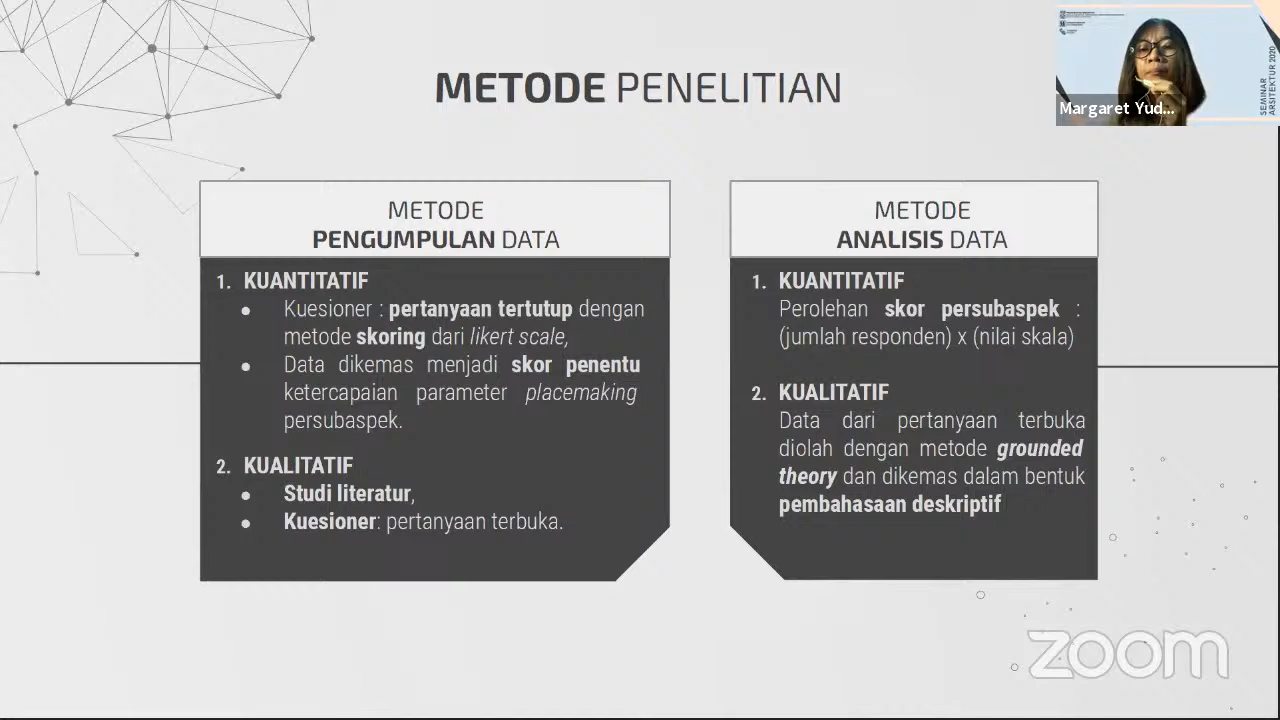 METODE PENELITIAN
Margaret Yud...
SEMINAR
ARSITEKTUR 2020
METODE
PENGUMPULAN DATA
1. KUANTITATIF
● Kuesioner : pertanyaan tertutup dengan
metode skoring dari likert scale,
● Data dikemas menjadi skor penentu
ketercapaian parameter placemaking
persubaspek.
2. KUALITATIF
● Studi literatur,
● Kuesioner: pertanyaan terbuka.
METODE
ANALISIS DATA
1. KUANTITATIF
Perolehan skor persubaspek :
(jumlah responden) x (nilai skala)
2. KUALITATIF
Data dari pertanyaan terbuka
diolah dengan metode grounded
theory dan dikemas dalam bentuk
pembahasaan deskriptif
zoom